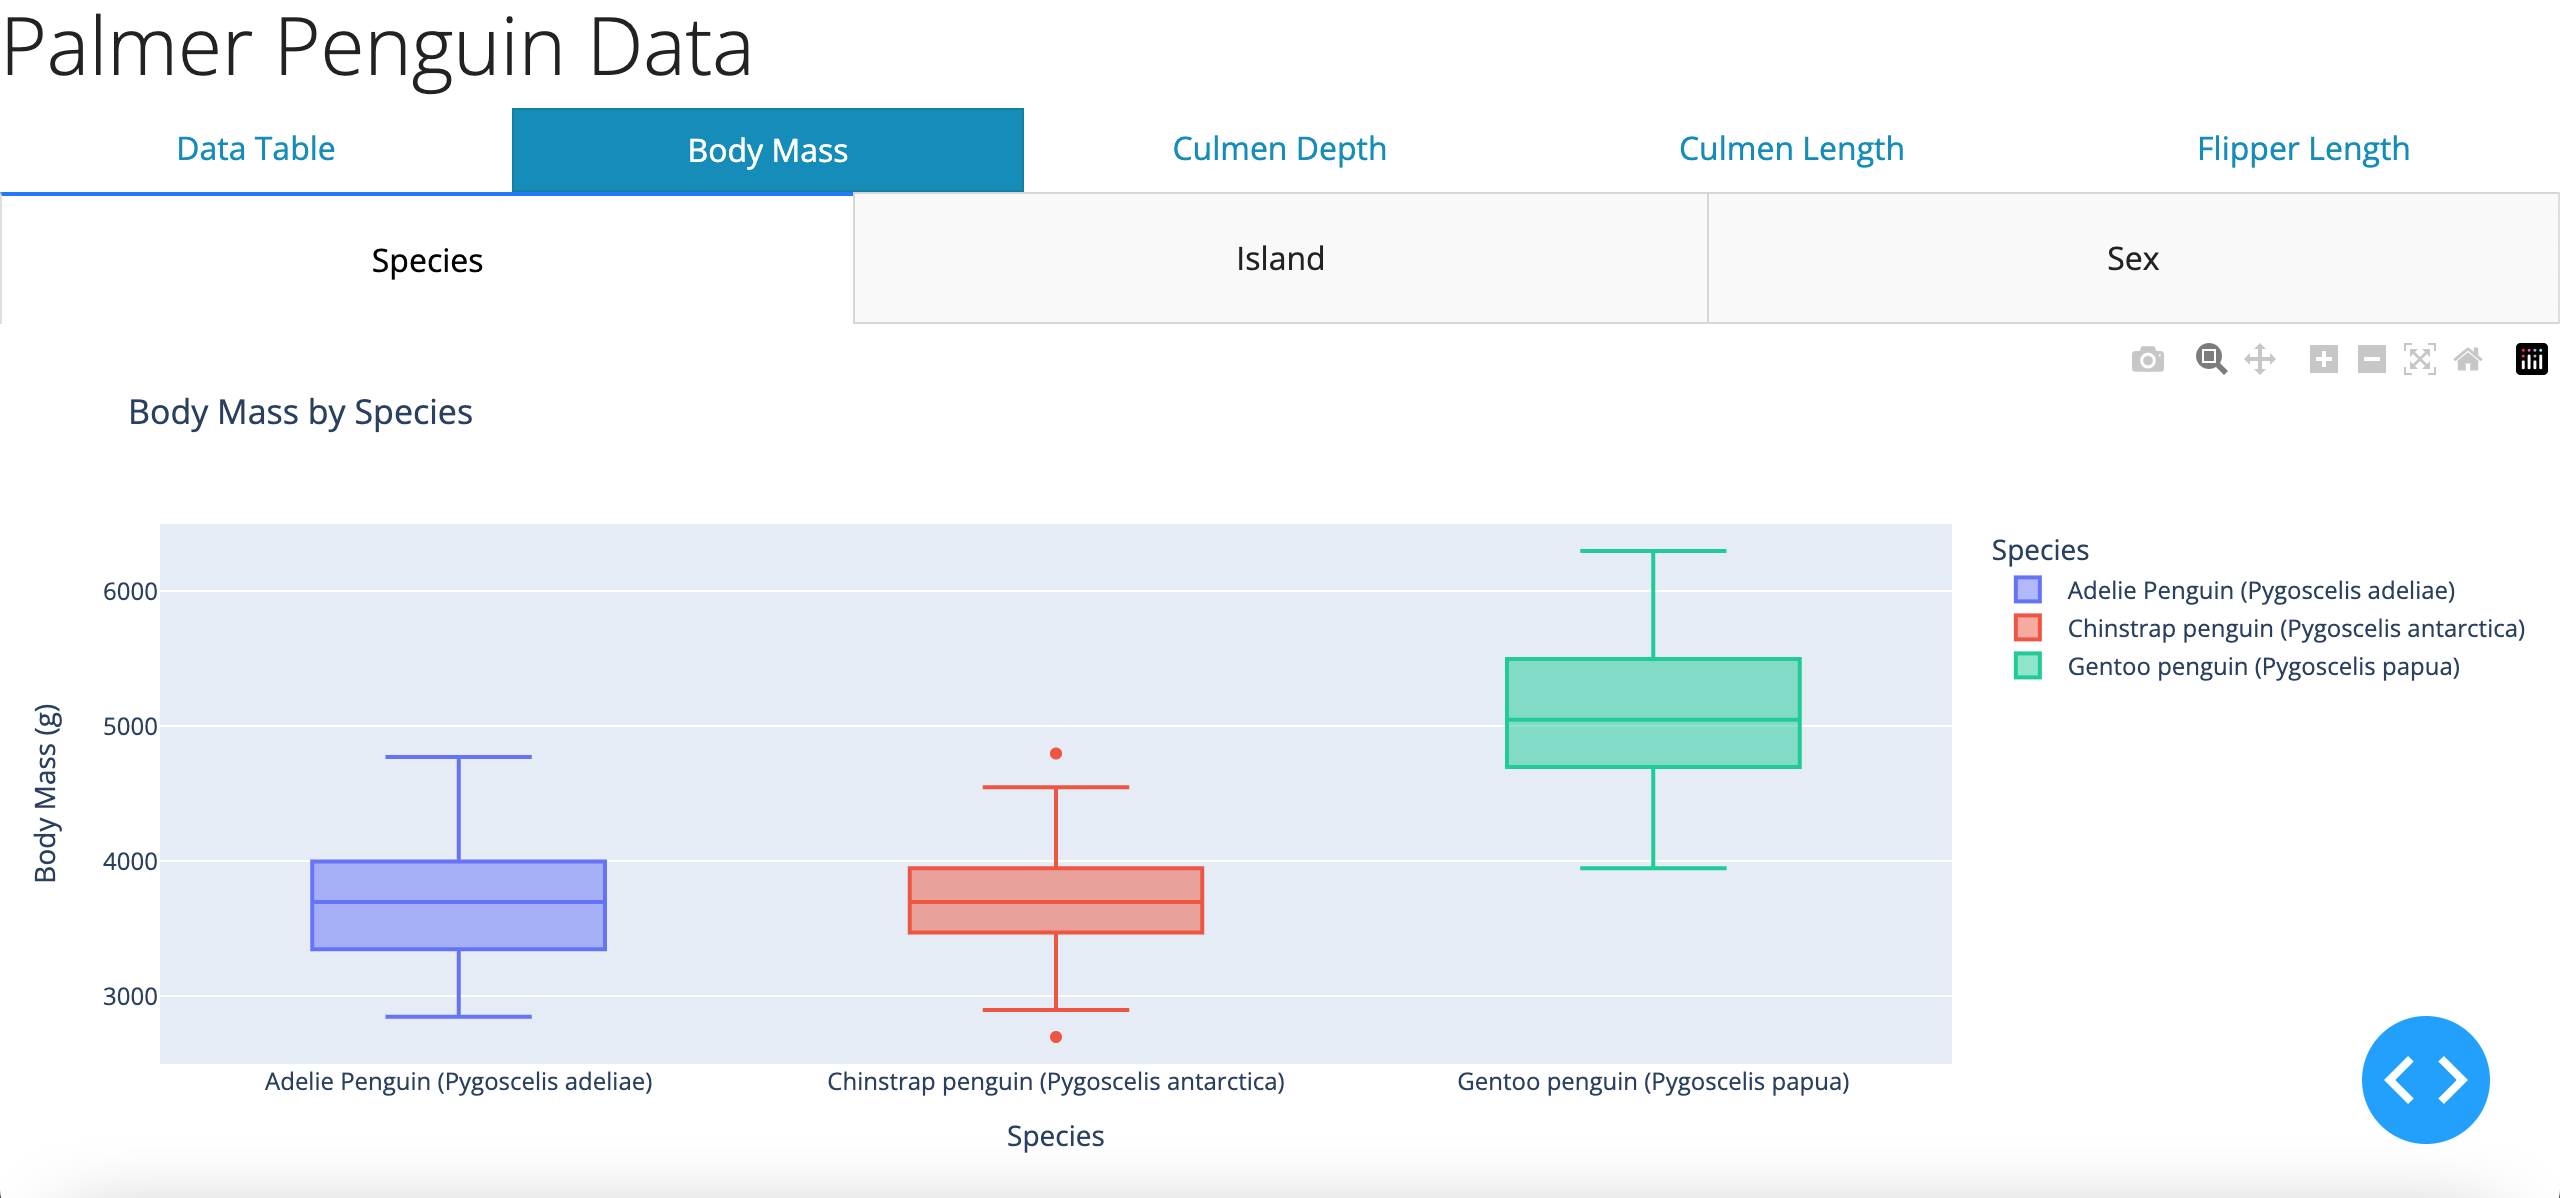 Palmer Penguin Data
Data Table
Body Mass
Culmen Depth
Culmen Length
Flipper Length
Species
Island
Sex
Body Mass by Species
Body Mass (g)
6000
5000
4000
3000
Adelie Penguin (Pygoscelis adeliae)
Chinstrap penguin (Pygoscelis antarctica)
Gentoo penguin (Pygoscelis papua)
Species
Species
Adelie Penguin (Pygoscelis adeliae)
Chinstrap penguin (Pygoscelis antarctica)
Gentoo penguin (Pygoscelis papua)